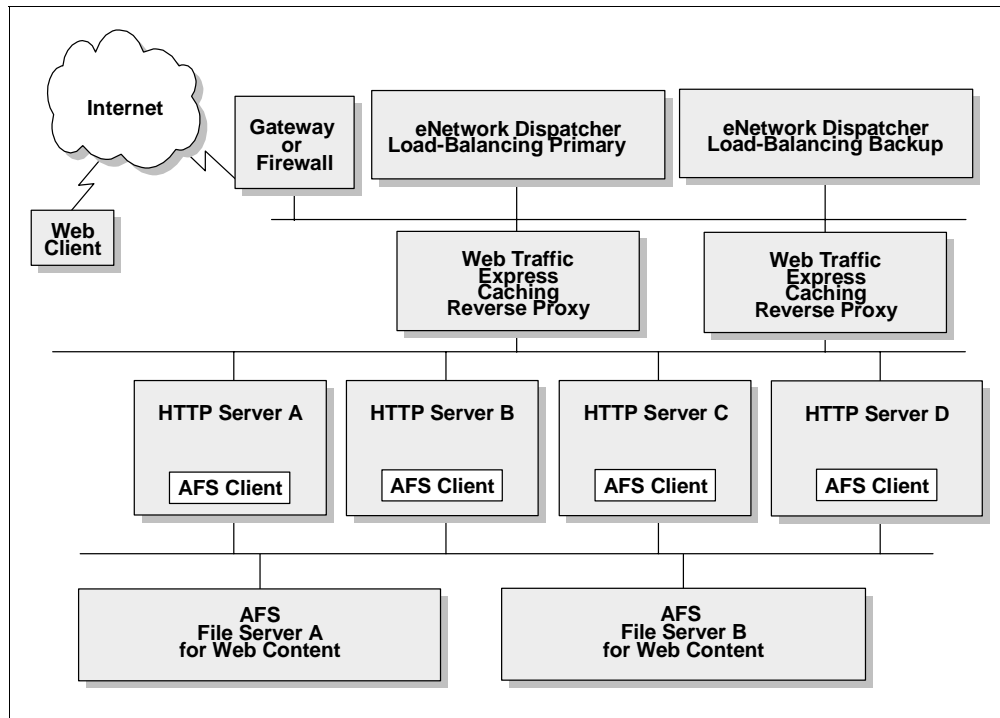 Internet
Gateway
or
Firewall
eNetwork Dispatcher
Load-Balancing Primary
eNetwork Dispatcher
Load-Balancing Backup
Web
Client
Web Traffic
Express
Caching
Reverse Proxy
Web Traffic
Express
Caching
Reverse Proxy
HTTP Server A
HTTP Server B
HTTP Server C
HTTP Server D
AFS Client
AFS Client
AFS Client
AFS Client
AFS
File Server A
for Web Content
AFS
File Server B
for Web Content